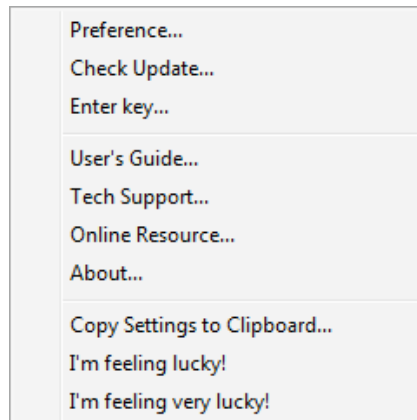 Preference...
Check Update...
Enter key...
User's Guide...
Tech Support...
Online Resource...
About...
Copy Settings to Clipboard...
I'm feeling lucky!
I'm feeling very lucky!